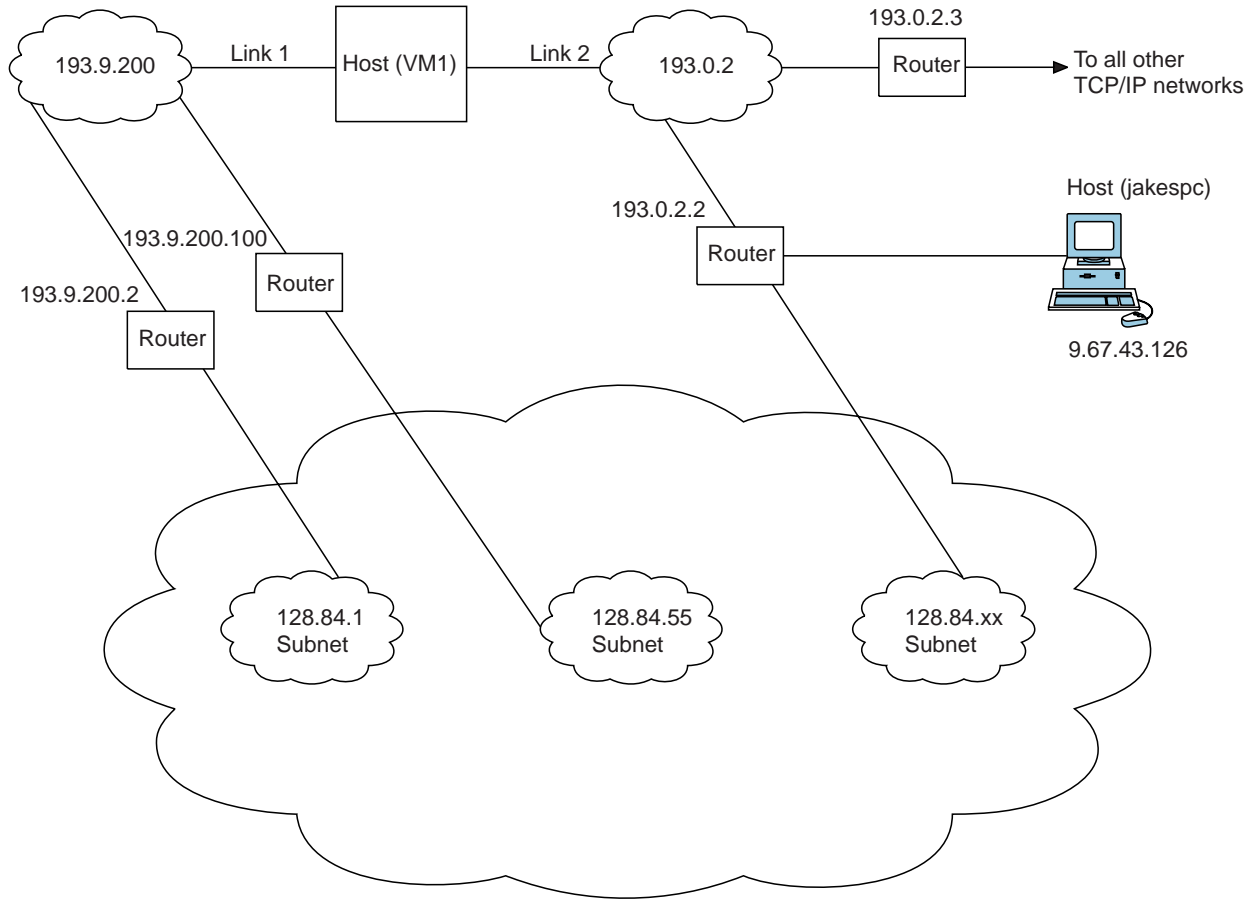 193.0.2.3
193.9.200
Link 1
Host (VM1)
Link 2
193.0.2
Router
To all other
TCP/IP networks
Host (jakespc)
193.0.2.2
193.9.200.100
Router
Router
193.9.200.2
Router
9.67.43.126
128.84.1
Subnet
128.84.55
Subnet
128.84.xx
Subnet